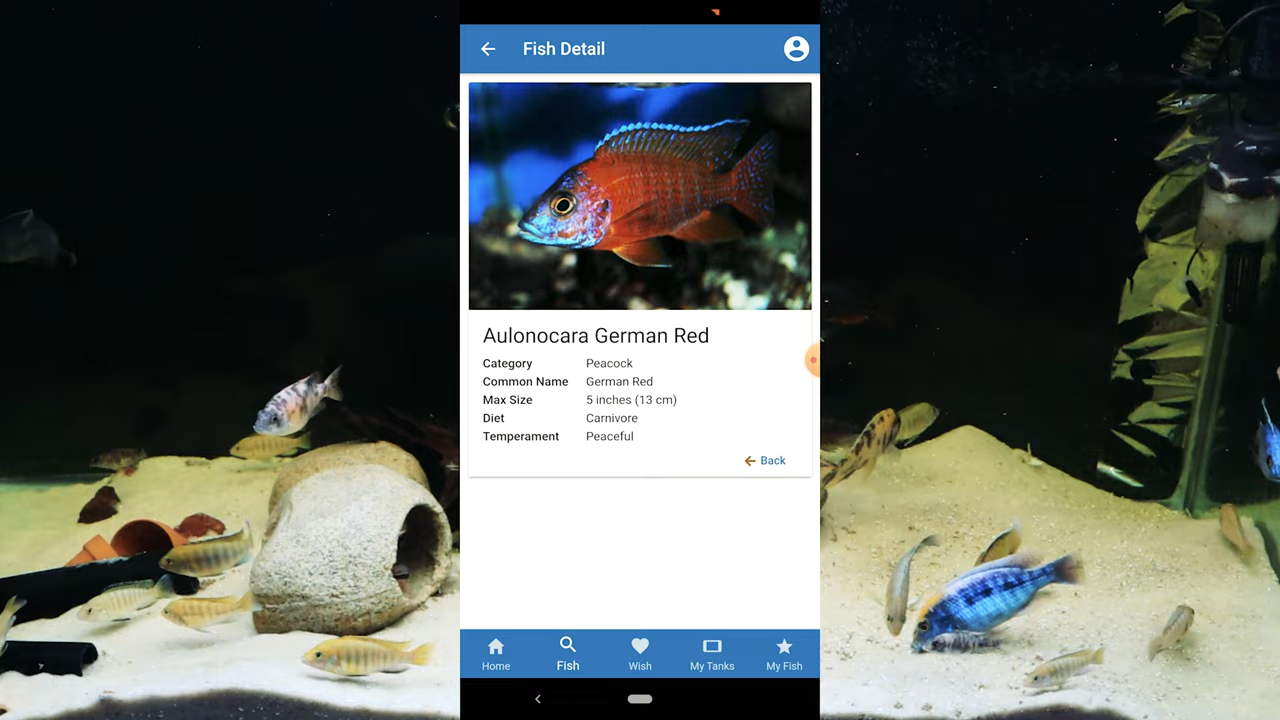 Fish Detail
Aulonocara German Red
Category Peacock
Common Name German Red
Max Size 5 inches (13 cm)
Diet Carnivore
Temperament Peaceful
Back
Home Fish Wish My Tanks My Fish